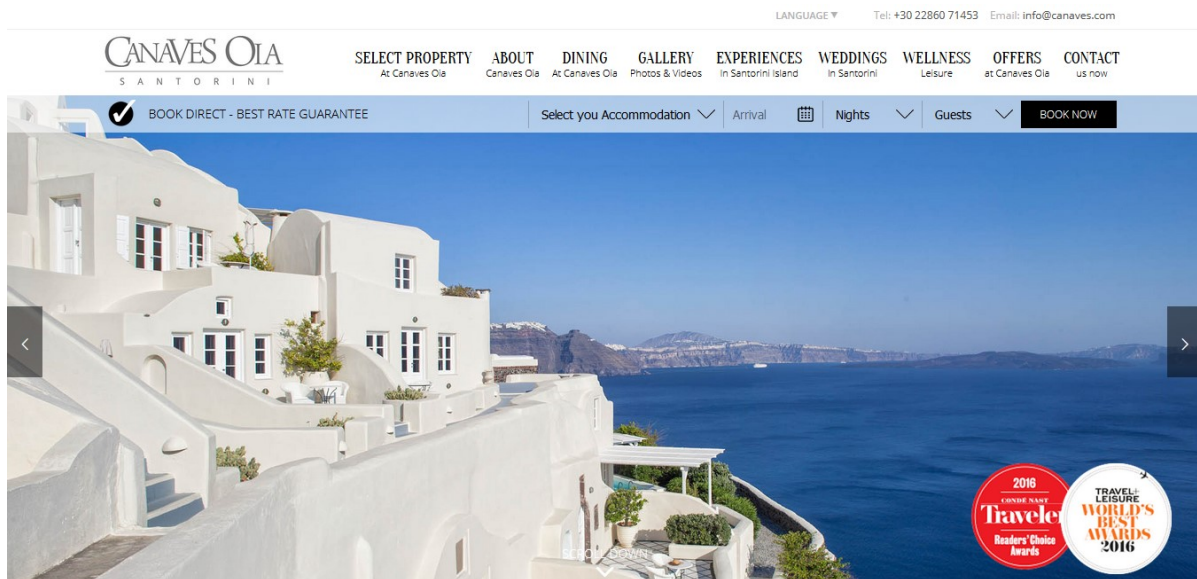 LANGUAGE ▼ Tel: +30 22860 71453 Email: info@canaves.com
CANAVES OIA
SANTORINI
SELECT PROPERTY
At Canaves Oia
ABOUT
Canaves Oia
DINING
At Canaves Oia
GALLERY
Photos & Videos
EXPERIENCES
In Santorini Island
WEDDINGS
In Santorini
WELLNESS
Leisure
OFFERS
at Canaves Oia
CONTACT
us now
BOOK DIRECT - BEST RATE GUARANTEE
Select you Accommodation
Arrival
Nights
Guests
BOOK NOW
2016
CONDÉ NAST
Traveler
Readers' Choice
Awards
TRAVEL+
LEISURE
WORLD'S
BEST
AWARDS
2016
SCROLL DOWN